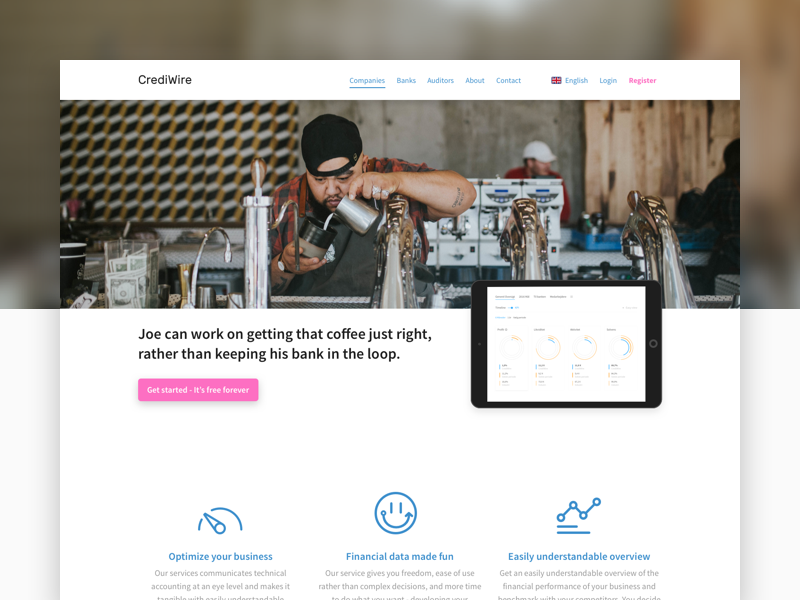 CrediWire
Companies Banks Auditors About Contact English Login Register
Joe can work on getting that coffee just right,
rather than keeping his bank in the loop.
Get started - It's free forever
Optimize your business
Our services communicates technical
accounting at an eye level and makes it
tangible with easily understandable
Financial data made fun
Our service gives you freedom, ease of use
rather than complex decisions, and more time
to do what you want - developing your
Easily understandable overview
Get an easily understandable overview of the
financial performance of your business and
benchmark with your competitors. You decide